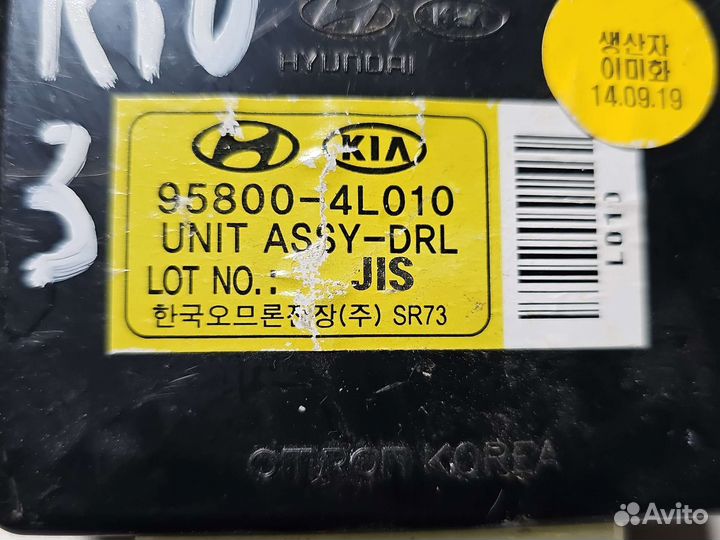 RIO
3
KIA
HYUNDAI
생산자
이미화
14.09.19
KIA
95800-4L010
UNIT ASSY-DRL
LOT NO.: JIS
한국오므론전장(주) SR73
L010
OMRON KOREA
Avito